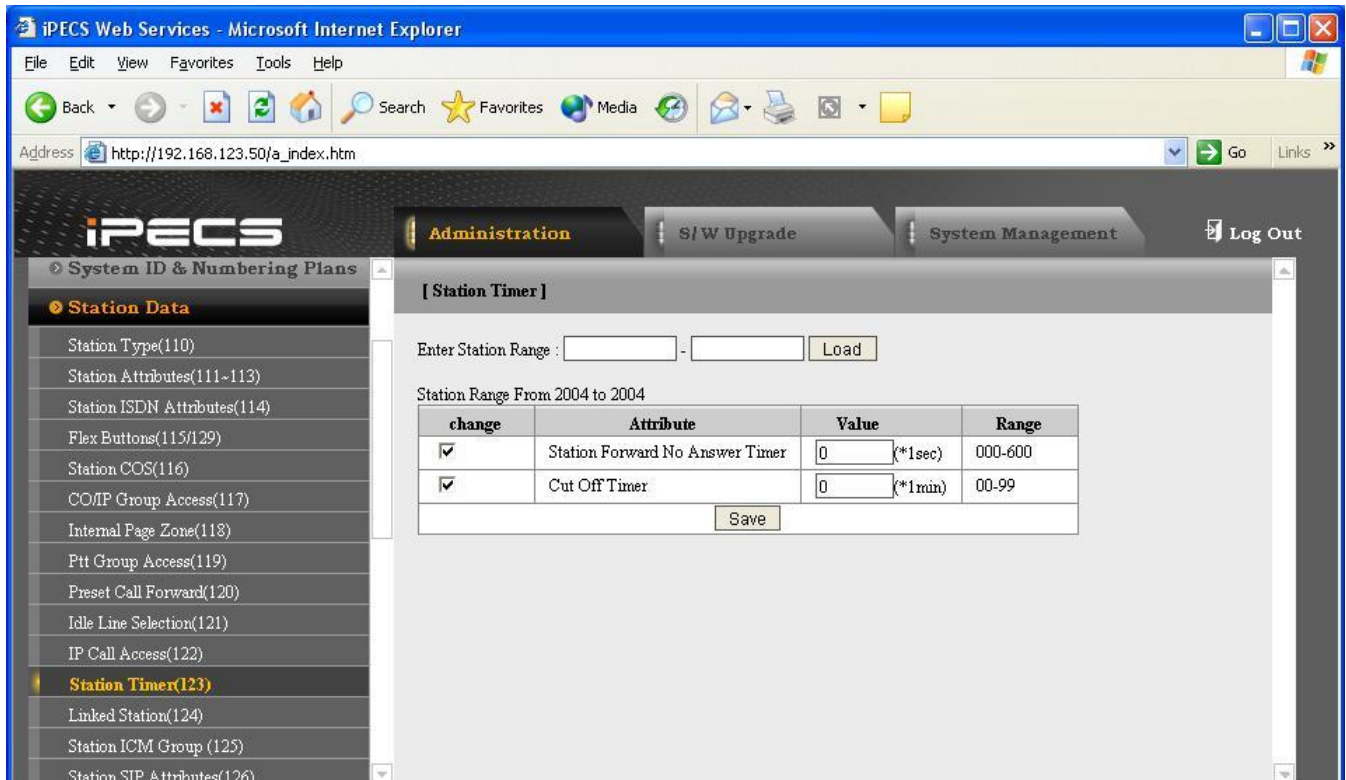 iPECS Web Services - Microsoft Internet Explorer
File Edit View Favorites Tools Help
Back Search Favorites Media
Address http://192.168.123.50/a_index.htm Go Links »
iPECS Administration S/W Upgrade System Management Log Out
System ID & Numbering Plans
Station Data
Station Type(110)
Station Attributes(111~113)
Station ISDN Attributes(114)
Flex Buttons(115/129)
Station COS(116)
CO/IP Group Access(117)
Internal Page Zone(118)
Ptt Group Access(119)
Preset Call Forward(120)
Idle Line Selection(121)
IP Call Access(122)
Station Timer(123)
Linked Station(124)
Station ICM Group (125)
Station SIP Attributes(126)
[ Station Timer ]
Enter Station Range : - Load
Station Range From 2004 to 2004
change Attribute Value Range
Station Forward No Answer Timer 0 (*1sec) 000-600
Cut Off Timer 0 (*1min) 00-99
Save